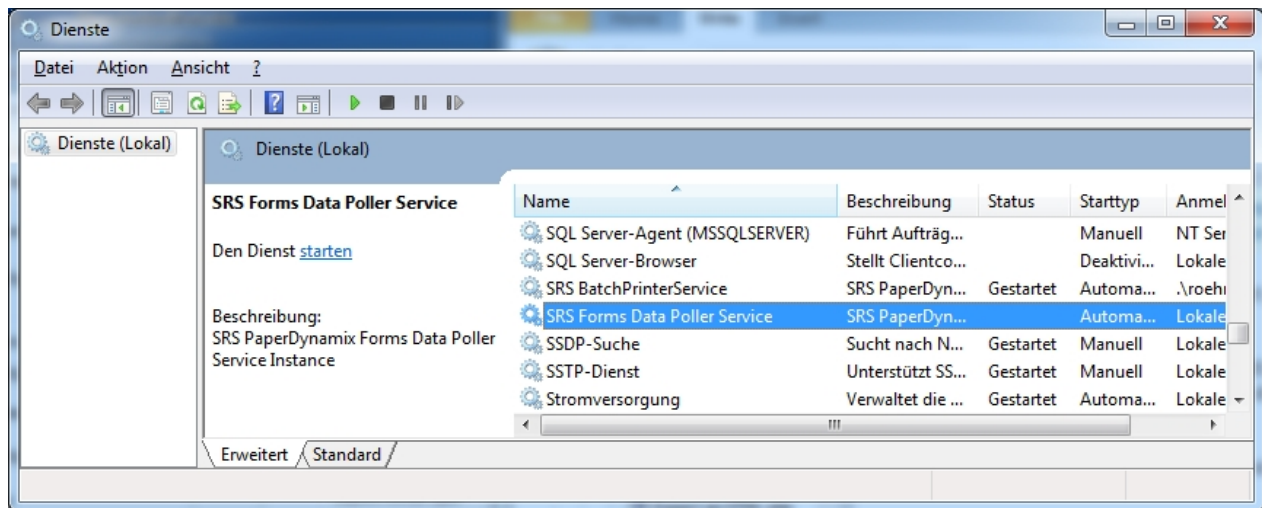 Dienste
Datei Aktion Ansicht ?
Dienste (Lokal)
Dienste (Lokal)
SRS Forms Data Poller Service
Den Dienst starten
Beschreibung:
SRS PaperDynamix Forms Data Poller
Service Instance
Name Beschreibung Status Starttyp Anmel
SQL Server-Agent (MSSQLSERVER) Führt Aufträg... Manuell NT Ser
SQL Server-Browser Stellt Clientco... Deaktivi... Lokale
SRS BatchPrinterService SRS PaperDyn... Gestartet Automa... .\roehr
SRS Forms Data Poller Service SRS PaperDyn... Automa... Lokale
SSDP-Suche Sucht nach N... Gestartet Manuell Lokale
SSTP-Dienst Unterstützt SS... Gestartet Manuell Lokale
Stromversorgung Verwaltet die ... Gestartet Automa... Lokale
Erweitert Standard